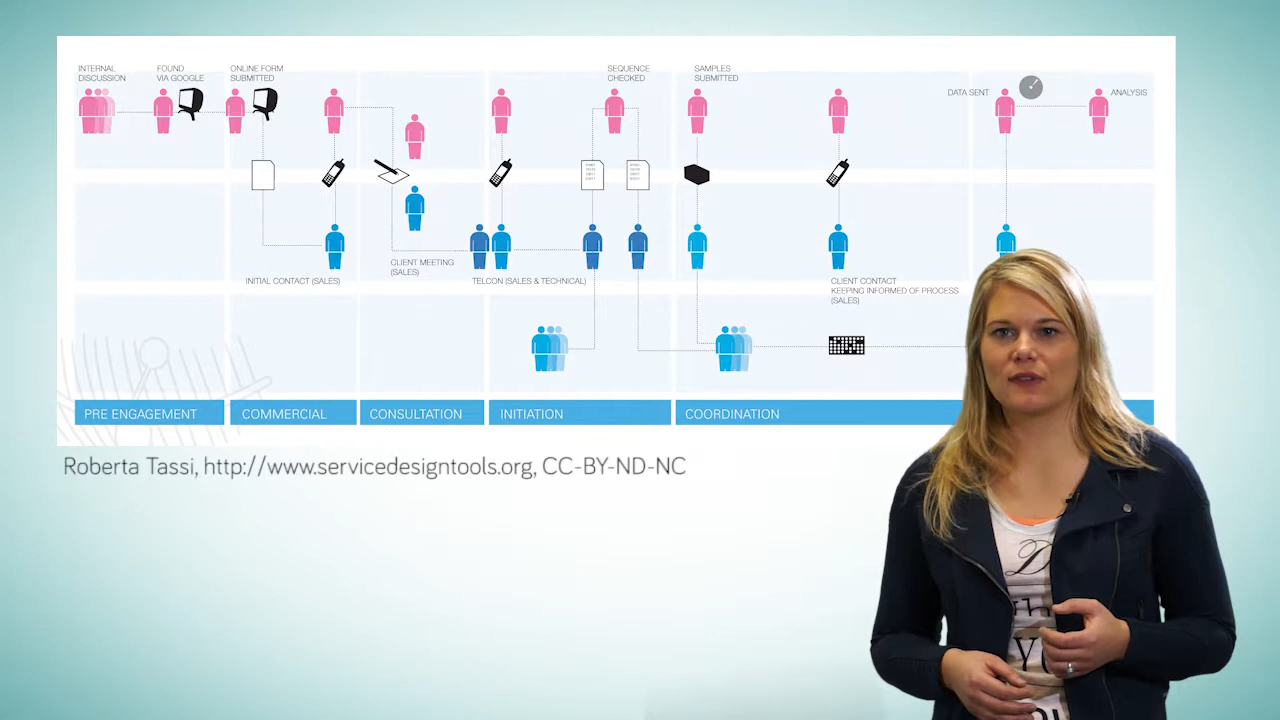 INTERNAL
DISCUSSION
FOUND
VIA GOOGLE
ONLINE FORM
SUBMITTED
SEQUENCE
CHECKED
SAMPLES
SUBMITTED
DATA SENT
ANALYSIS
INITIAL CONTACT (SALES)
CLIENT MEETING
(SALES)
TELCON (SALES & TECHNICAL)
CLIENT CONTACT
KEEPING INFORMED OF PROCESS
(SALES)
PRE ENGAGEMENT
COMMERCIAL
CONSULTATION
INITIATION
COORDINATION
Roberta Tassi, http://www.servicedesigntools.org, CC-BY-ND-NC